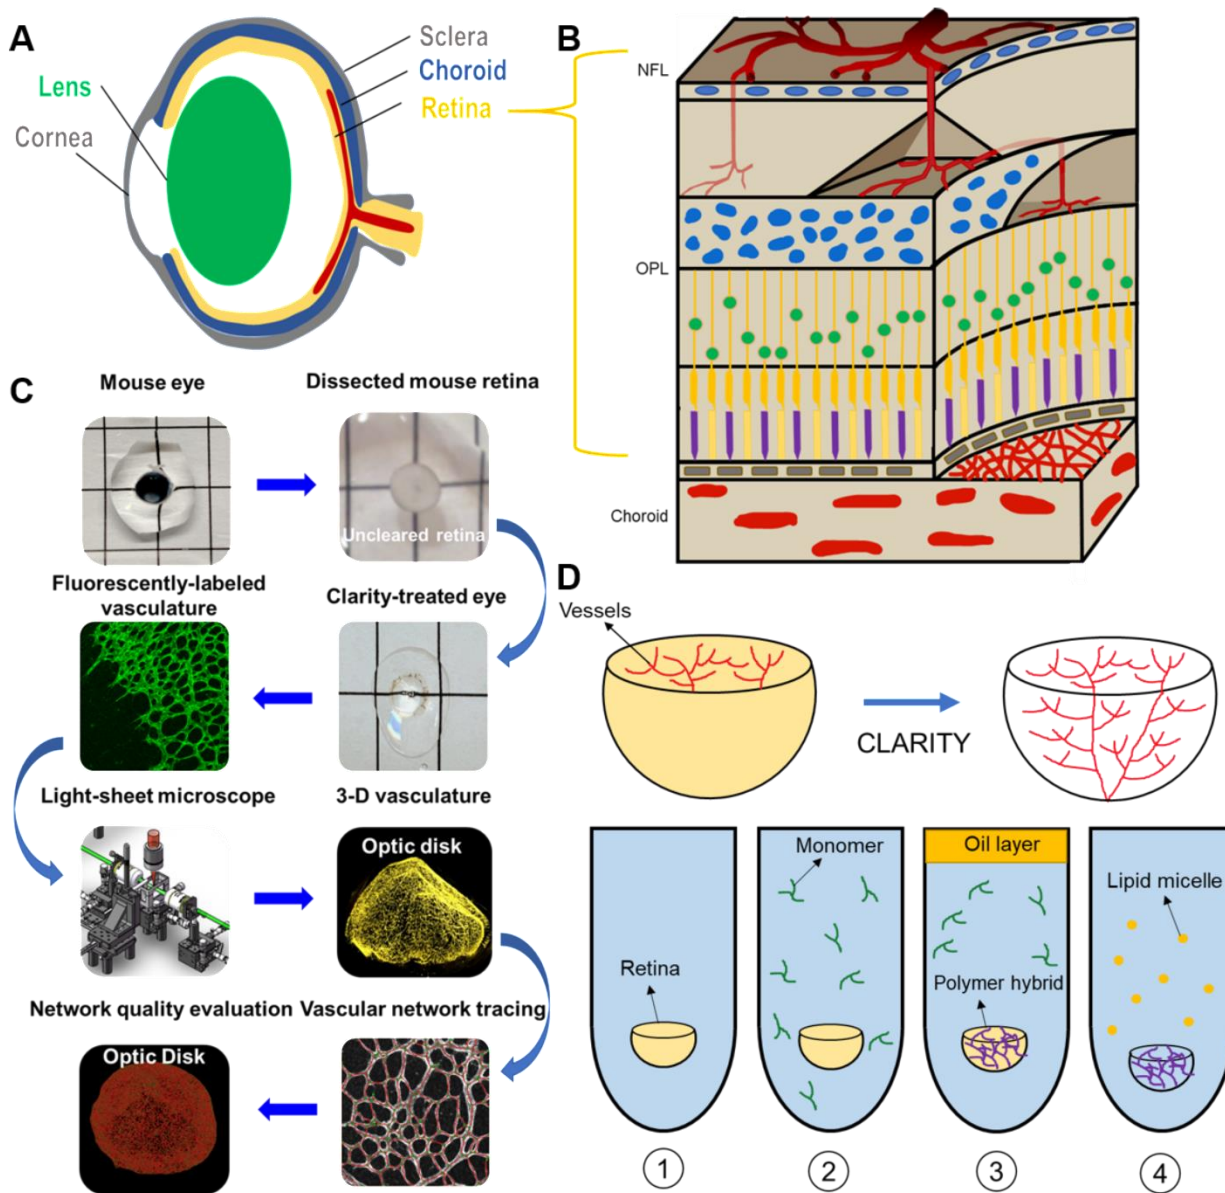 A
Sclera
Choroid
Retina
Lens
Cornea
B
NFL
OPL
Choroid
C
Mouse eye
Dissected mouse retina
Uncleared retina
Fluorescently-labeled
vasculature
Clarity-treated eye
Light-sheet microscope
3-D vasculature
Optic disk
Network quality evaluation
Vascular network tracing
Optic Disk
D
Vessels
CLARITY
Retina
1
Monomer
2
Oil layer
Polymer hybrid
3
Lipid micelle
4